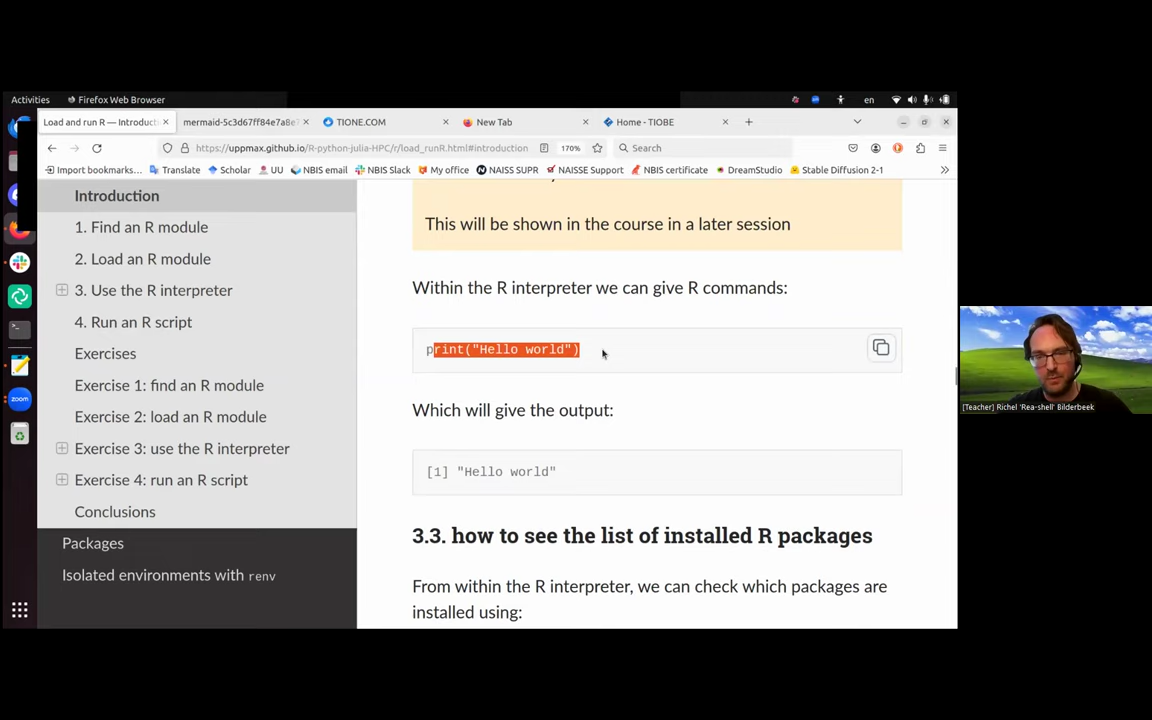 Activities Firefox Web Browser en
Load and run R — Introducti mermaid-5c3d67ff84e7a8e7 TIONE.COM New Tab Home - TIOBE
https://uppmax.github.io/R-python-julia-HPC/r/load_runR.html#introduction 170% Search
Import bookmarks... Translate Scholar UU NBIS email NBIS Slack My office NAISS SUPR NAISSE Support NBIS certificate DreamStudio Stable Diffusion 2-1
Introduction
1. Find an R module
2. Load an R module
3. Use the R interpreter
4. Run an R script
Exercises
Exercise 1: find an R module
Exercise 2: load an R module
Exercise 3: use the R interpreter
Exercise 4: run an R script
Conclusions
Packages
Isolated environments with renv
This will be shown in the course in a later session
Within the R interpreter we can give R commands:
print("Hello world")
Which will give the output:
[1] "Hello world"
3.3. how to see the list of installed R packages
From within the R interpreter, we can check which packages are
installed using:
zoom
[Teacher] Richel 'Rea-shell' Bilderbeek